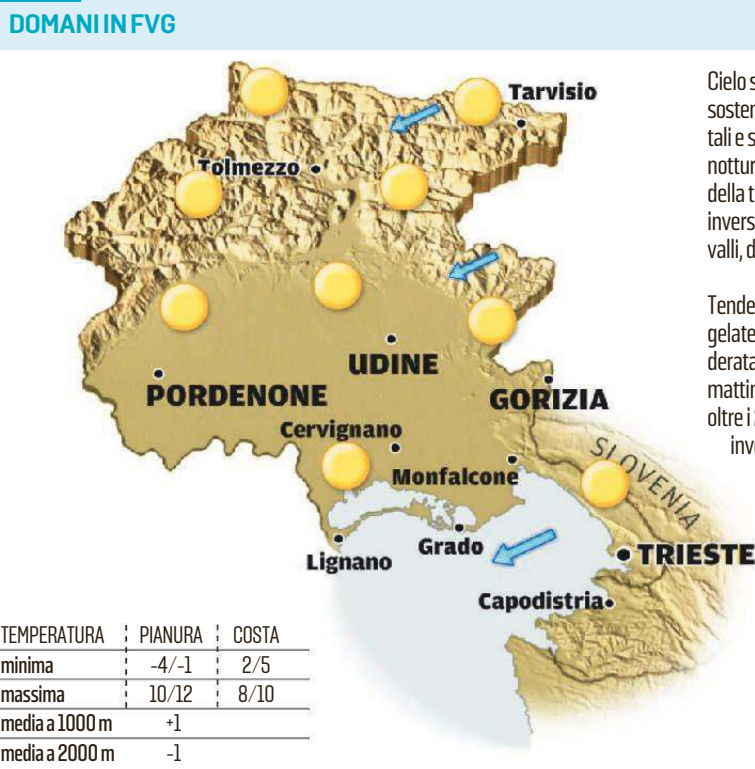 DOMANI IN FVG
Tarvisio
Tolmezzo
UDINE
PORDENONE
GORIZIA
Cervignano
Monfalcone
SLOVENIA
Lignano
Grado
TRIESTE
Capodistria
Cielo s
soster
tali e s
nottur
della t
invers
valli, d
Tende
gelate
derata
mattir
oltre i
inv
TEMPERATURA PIANURA COSTA
minima -4/-1 2/5
massima 10/12 8/10
media a 1000 m +1
media a 2000 m -1